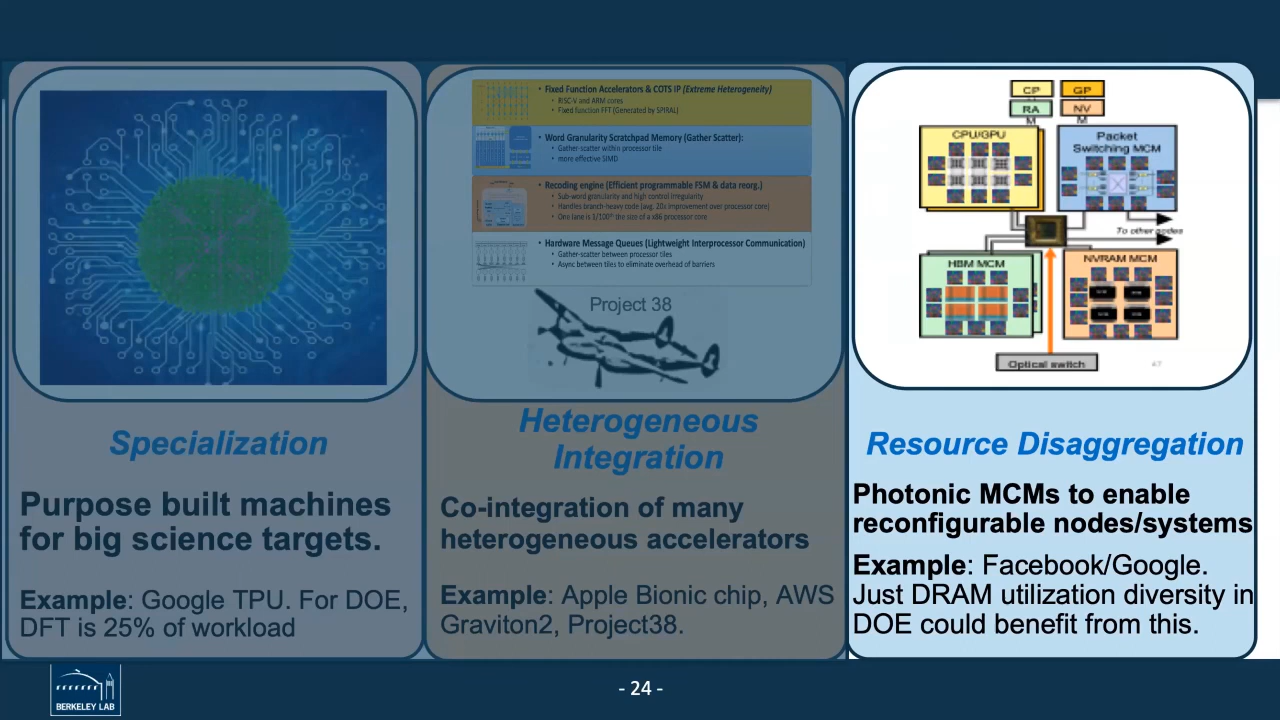 Specialization
Purpose built machines
for big science targets.
Example: Google TPU. For DOE,
DFT is 25% of workload
• Fixed Function Accelerators & COTS IP (Extreme Heterogeneity)
• RISC-V and ARM cores
• Fixed function FFT (Generated by SPIRAL)
• Word Granularity Scratchpad Memory (Gather Scatter):
• Gather-scatter within processor tile
• more effective SIMD
• Recoding engine (Efficient programmable FSM & data reorg.)
• Sub-word granularity and high control irregularity
• Handles branch-heavy code (avg. 20x improvement over processor core)
• One lane is 1/100th the size of a x86 processor core
• Hardware Message Queues (Lightweight Interprocessor Communication)
• Gather-scatter between processor tiles
• Async between tiles to eliminate overhead of barriers
Project 38
Heterogeneous
Integration
Co-integration of many
heterogeneous accelerators
Example: Apple Bionic chip, AWS
Graviton2, Project38.
CP GP
RA NV
M M
CPU/GPU
Packet
Switching MCM
To other nodes
HBM MCM
NVRAM MCM
Optical switch
47
Resource Disaggregation
Photonic MCMs to enable
reconfigurable nodes/systems
Example: Facebook/Google.
Just DRAM utilization diversity in
DOE could benefit from this.
BERKELEY LAB
- 24 -